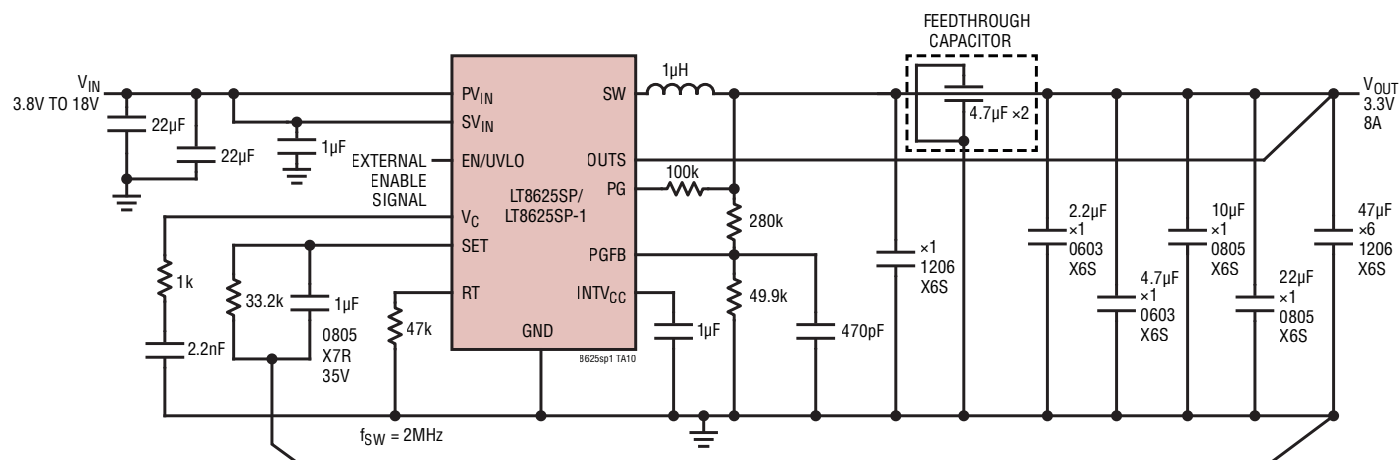 FEEDTHROUGH
CAPACITOR
VIN
3.8V TO 18V
22µF
22µF
1µF
EXTERNAL
ENABLE
SIGNAL
PVIN
SVIN
EN/UVLO
VC
SET
RT
LT8625SP/
LT8625SP-1
GND
SW
OUTS
PG
PGFB
INTVCC
8625sp1 TA10
1µH
100k
280k
49.9k
1µF
470pF
4.7µF ×2
1k
2.2nF
33.2k
1µF
0805
X7R
35V
47k
fSW = 2MHz
×1
1206
X6S
2.2µF
×1
0603
X6S
4.7µF
×1
0603
X6S
10µF
×1
0805
X6S
22µF
×1
0805
X6S
47µF
×6
1206
X6S
VOUT
3.3V
8A